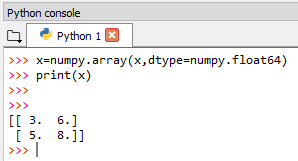 Python console
Python 1
>>> x=numpy.array(x,dtype=numpy.float64)
>>> print(x)
>>>
>>>
[[ 3.  6.]
 [ 5.  8.]]
>>>